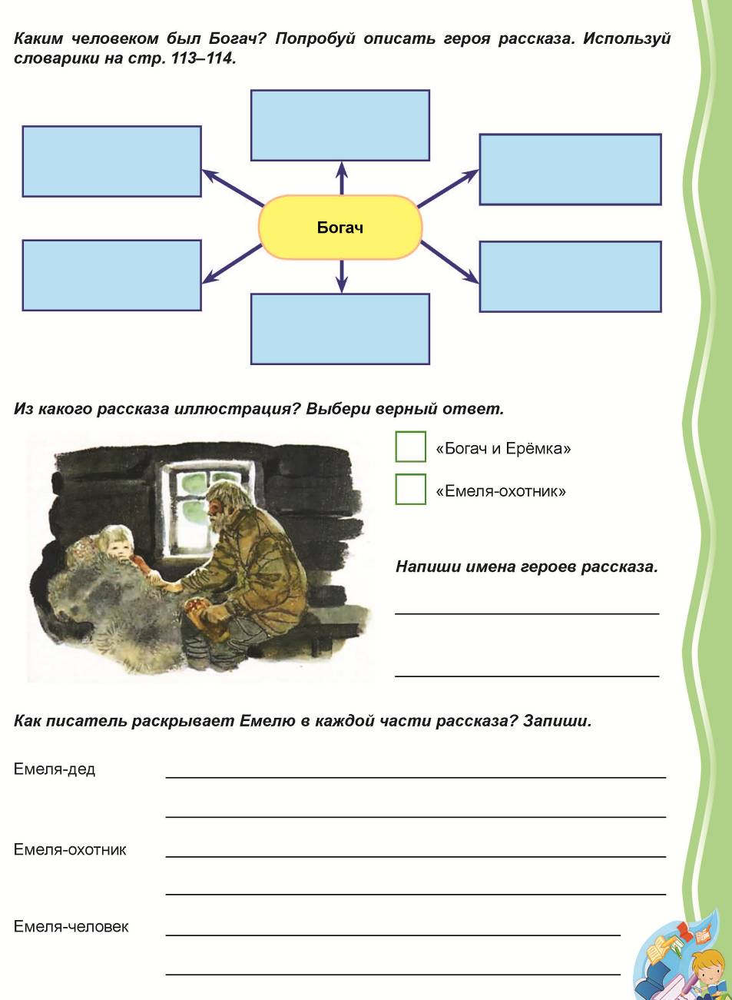 Каким человеком был Богач? Попробуй описать героя рассказа. Используй
словарики на стр. 113–114.
Богач
Из какого рассказа иллюстрация? Выбери верный ответ.
«Богач и Ерёмка»
«Емеля-охотник»
Напиши имена героев рассказа.
Как писатель раскрывает Емелю в каждой части рассказа? Запиши.
Емеля-дед
Емеля-охотник
Емеля-человек